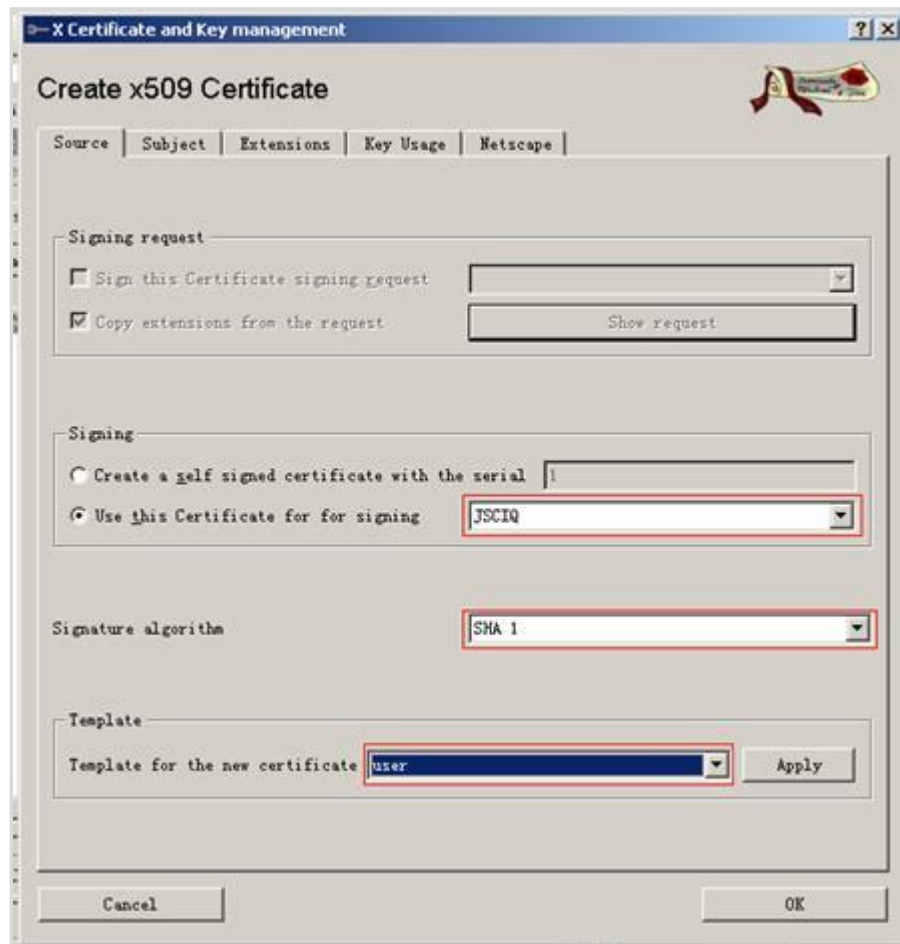 X Certificate and Key management
Create x509 Certificate
Source Subject Extensions Key Usage Netscape
Signing request
Sign this Certificate signing request
Copy extensions from the request Show request
Signing
Create a self signed certificate with the serial 1
Use this Certificate for for signing JSCIQ
Signature algorithm SHA 1
Template
Template for the new certificate user Apply
Cancel OK